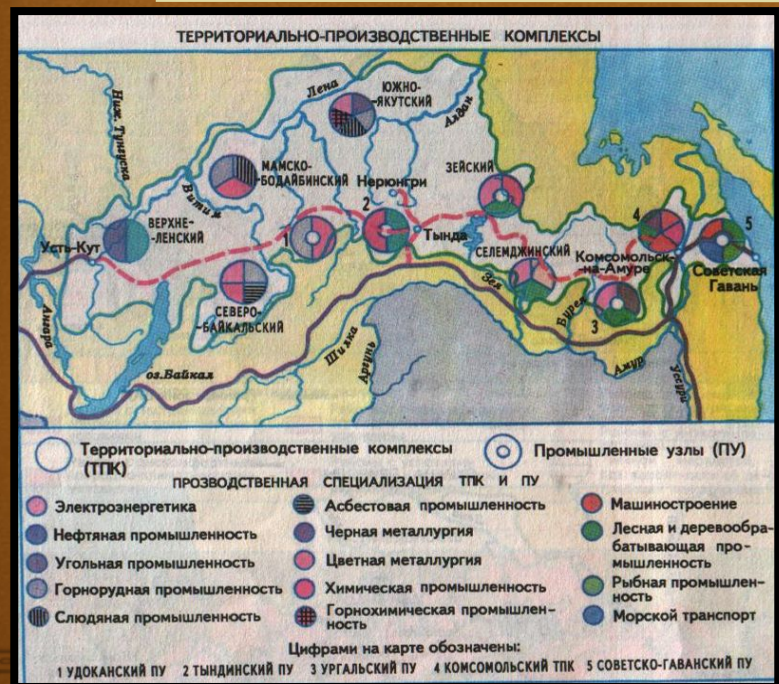 ТЕРРИТОРИАЛЬНО-ПРОИЗВОДСТВЕННЫЕ КОМПЛЕКСЫ
Ниж. Тунгуска
Лена
ЮЖНО-
-ЯКУТСКИЙ
Алдан
МАМСКО-
-БОДАЙБИНСКИЙ
Витим
Нерюнгри
ЗЕЙСКИЙ
ВЕРХНЕ-
-ЛЕНСКИЙ
Усть-Кут
1
2
Тында
4
5
СЕЛЕМДЖИНСКИЙ
Комсомольск-
-на-Амуре
Советская
Гавань
СЕВЕРО-
-БАЙКАЛЬСКИЙ
Зея
Бурея
3
Ангара
оз.Байкал
Шилка
Аргунь
Амур
Уссури
Территориально-производственные комплексы
(ТПК)
Промышленные узлы (ПУ)
ПРОЗВОДСТВЕННАЯ СПЕЦИАЛИЗАЦИЯ ТПК И ПУ
Электроэнергетика
Нефтяная промышленность
Угольная промышленность
Горнорудная промышленность
Слюдяная промышленность
Асбестовая промышленность
Черная металлургия
Цветная металлургия
Химическая промышленность
Горнохимическая промышлен-
ность
Машиностроение
Лесная и деревообра-
батывающая про-
мышленность
Рыбная промышлен-
ность
Морской транспорт
Цифрами на карте обозначены:
1 УДОКАНСКИЙ ПУ 2 ТЫНДИНСКИЙ ПУ 3 УРГАЛЬСКИЙ ПУ 4 КОМСОМОЛЬСКИЙ ТПК 5 СОВЕТСКО-ГАВАНСКИЙ ПУ